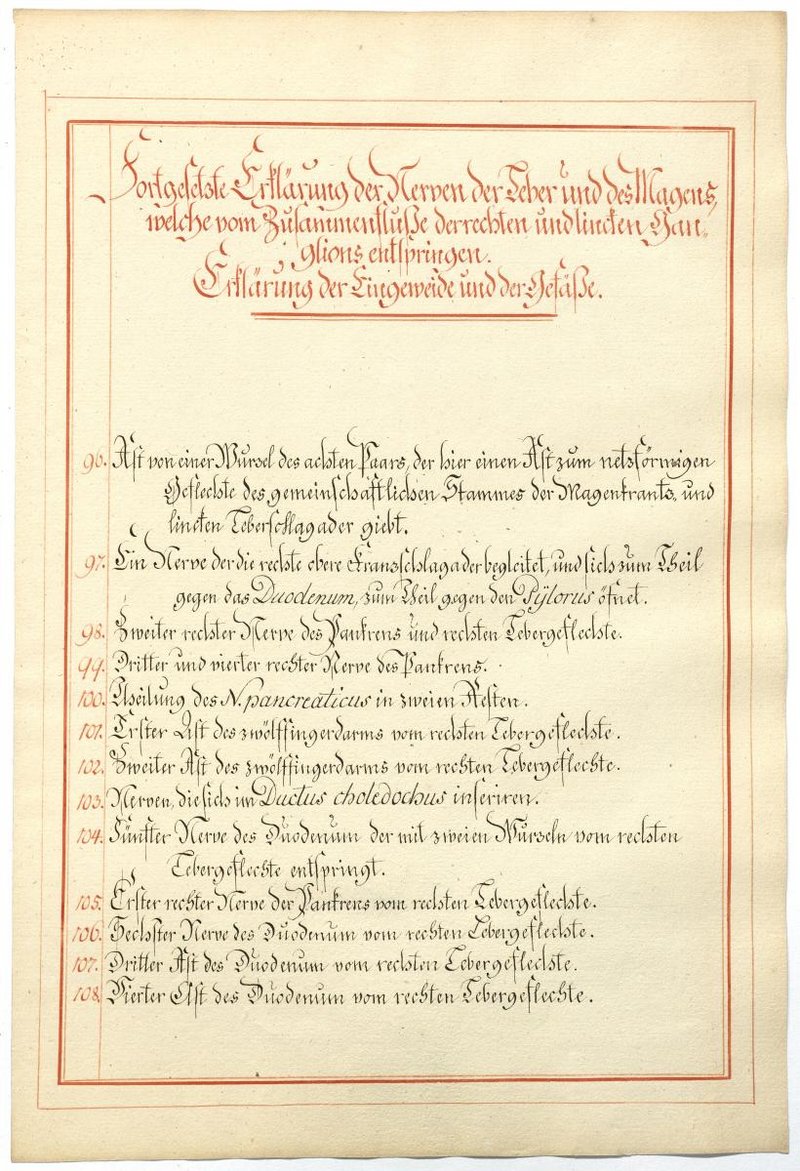 Fortgesetzte Erklärung der Nerven der Leber und des Magens,
welche vom Zusammenfluße der rechten und lincken Gan-
glions entspringen.
Erklärung der Eingeweide und der Gefäße.
96. Ast von einer Wursel des achten Paars, der hier einen Ast zum netzförmigen
Geflechte des gemeinschaftlichen Stammes der Magenkrantz, und
lincken Leberschlagader giebt.
97. Ein Nerve der die rechte obere Kranzschlagader begleitet, und sich zum Theil
gegen das Duodenum, zum Theil gegen den Pÿlorus öfnet.
98. Zweiter rechter Nerve des Pankrens und rechten Lebergeflechte.
99. Dritter und vierter rechter Nerve des Pankrens.
100. Theilung des N. pancreaticus in zweien Aesten.
101. Erster Ast des zwölffingerdarms vom rechten Lebergeflechte.
102. Zweiter Ast des zwölffingerdarms vom rechten Lebergeflechte.
103. Nerven, die sich im Ductus choledochus inseriren.
104. Fünfter Nerve des Duodenum der mit zweien Wurseln vom rechten
Lebergeflechte entspringt.
105. Erster rechter Nerve der Pankrens vom rechten Lebergeflechte.
106. Sechster Nerve des Duodenum vom rechten Lebergeflechte.
107. Dritter Ast des Duodenum vom rechten Lebergeflechte.
108. Vierter Ast des Duodenum vom rechten Lebergeflechte.